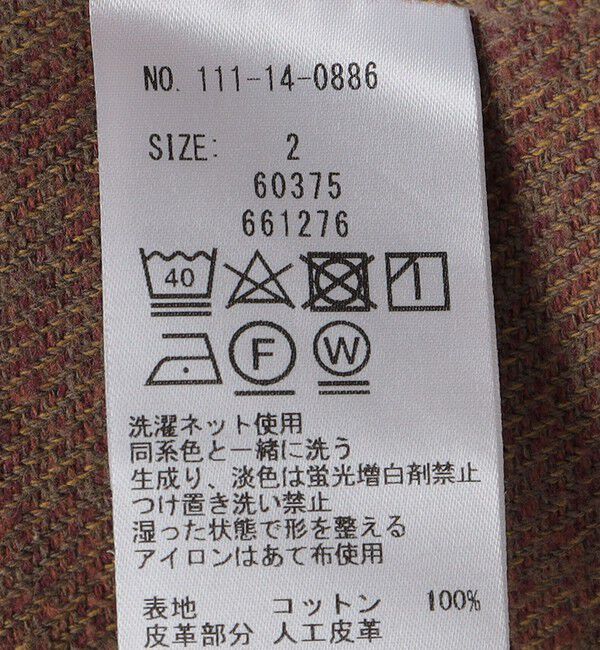 NO. 111-14-0886
SIZE: 2
60375
661276
40
F W
洗濯ネット使用
同系色と一緒に洗う
生成り、淡色は蛍光増白剤禁止
つけ置き洗い禁止
湿った状態で形を整える
アイロンはあて布使用
表地 コットン 100%
皮革部分 人工皮革